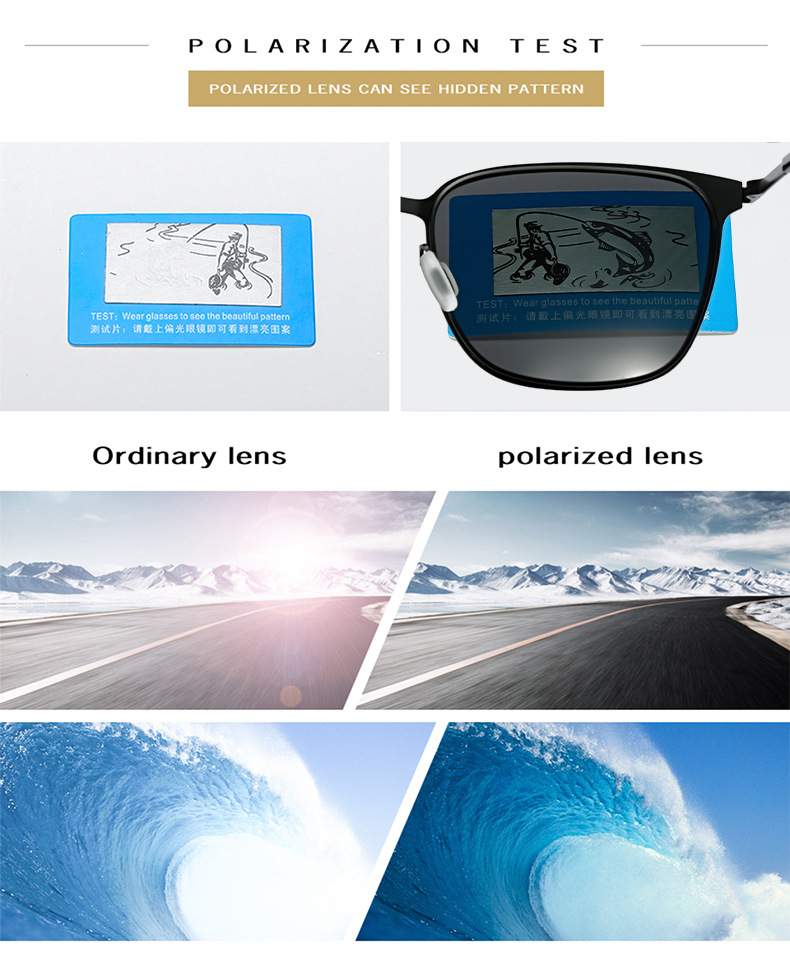 POLARIZATION TEST
POLARIZED LENS CAN SEE HIDDEN PATTERN
TEST: Wear glasses to see the beautiful pattern
测试片：请戴上偏光眼镜即可看到漂亮图案
TEST: Wear glasses to see the beautiful pattern
测试片：请戴上偏光眼镜即可看到漂亮图案
Ordinary lens
polarized lens